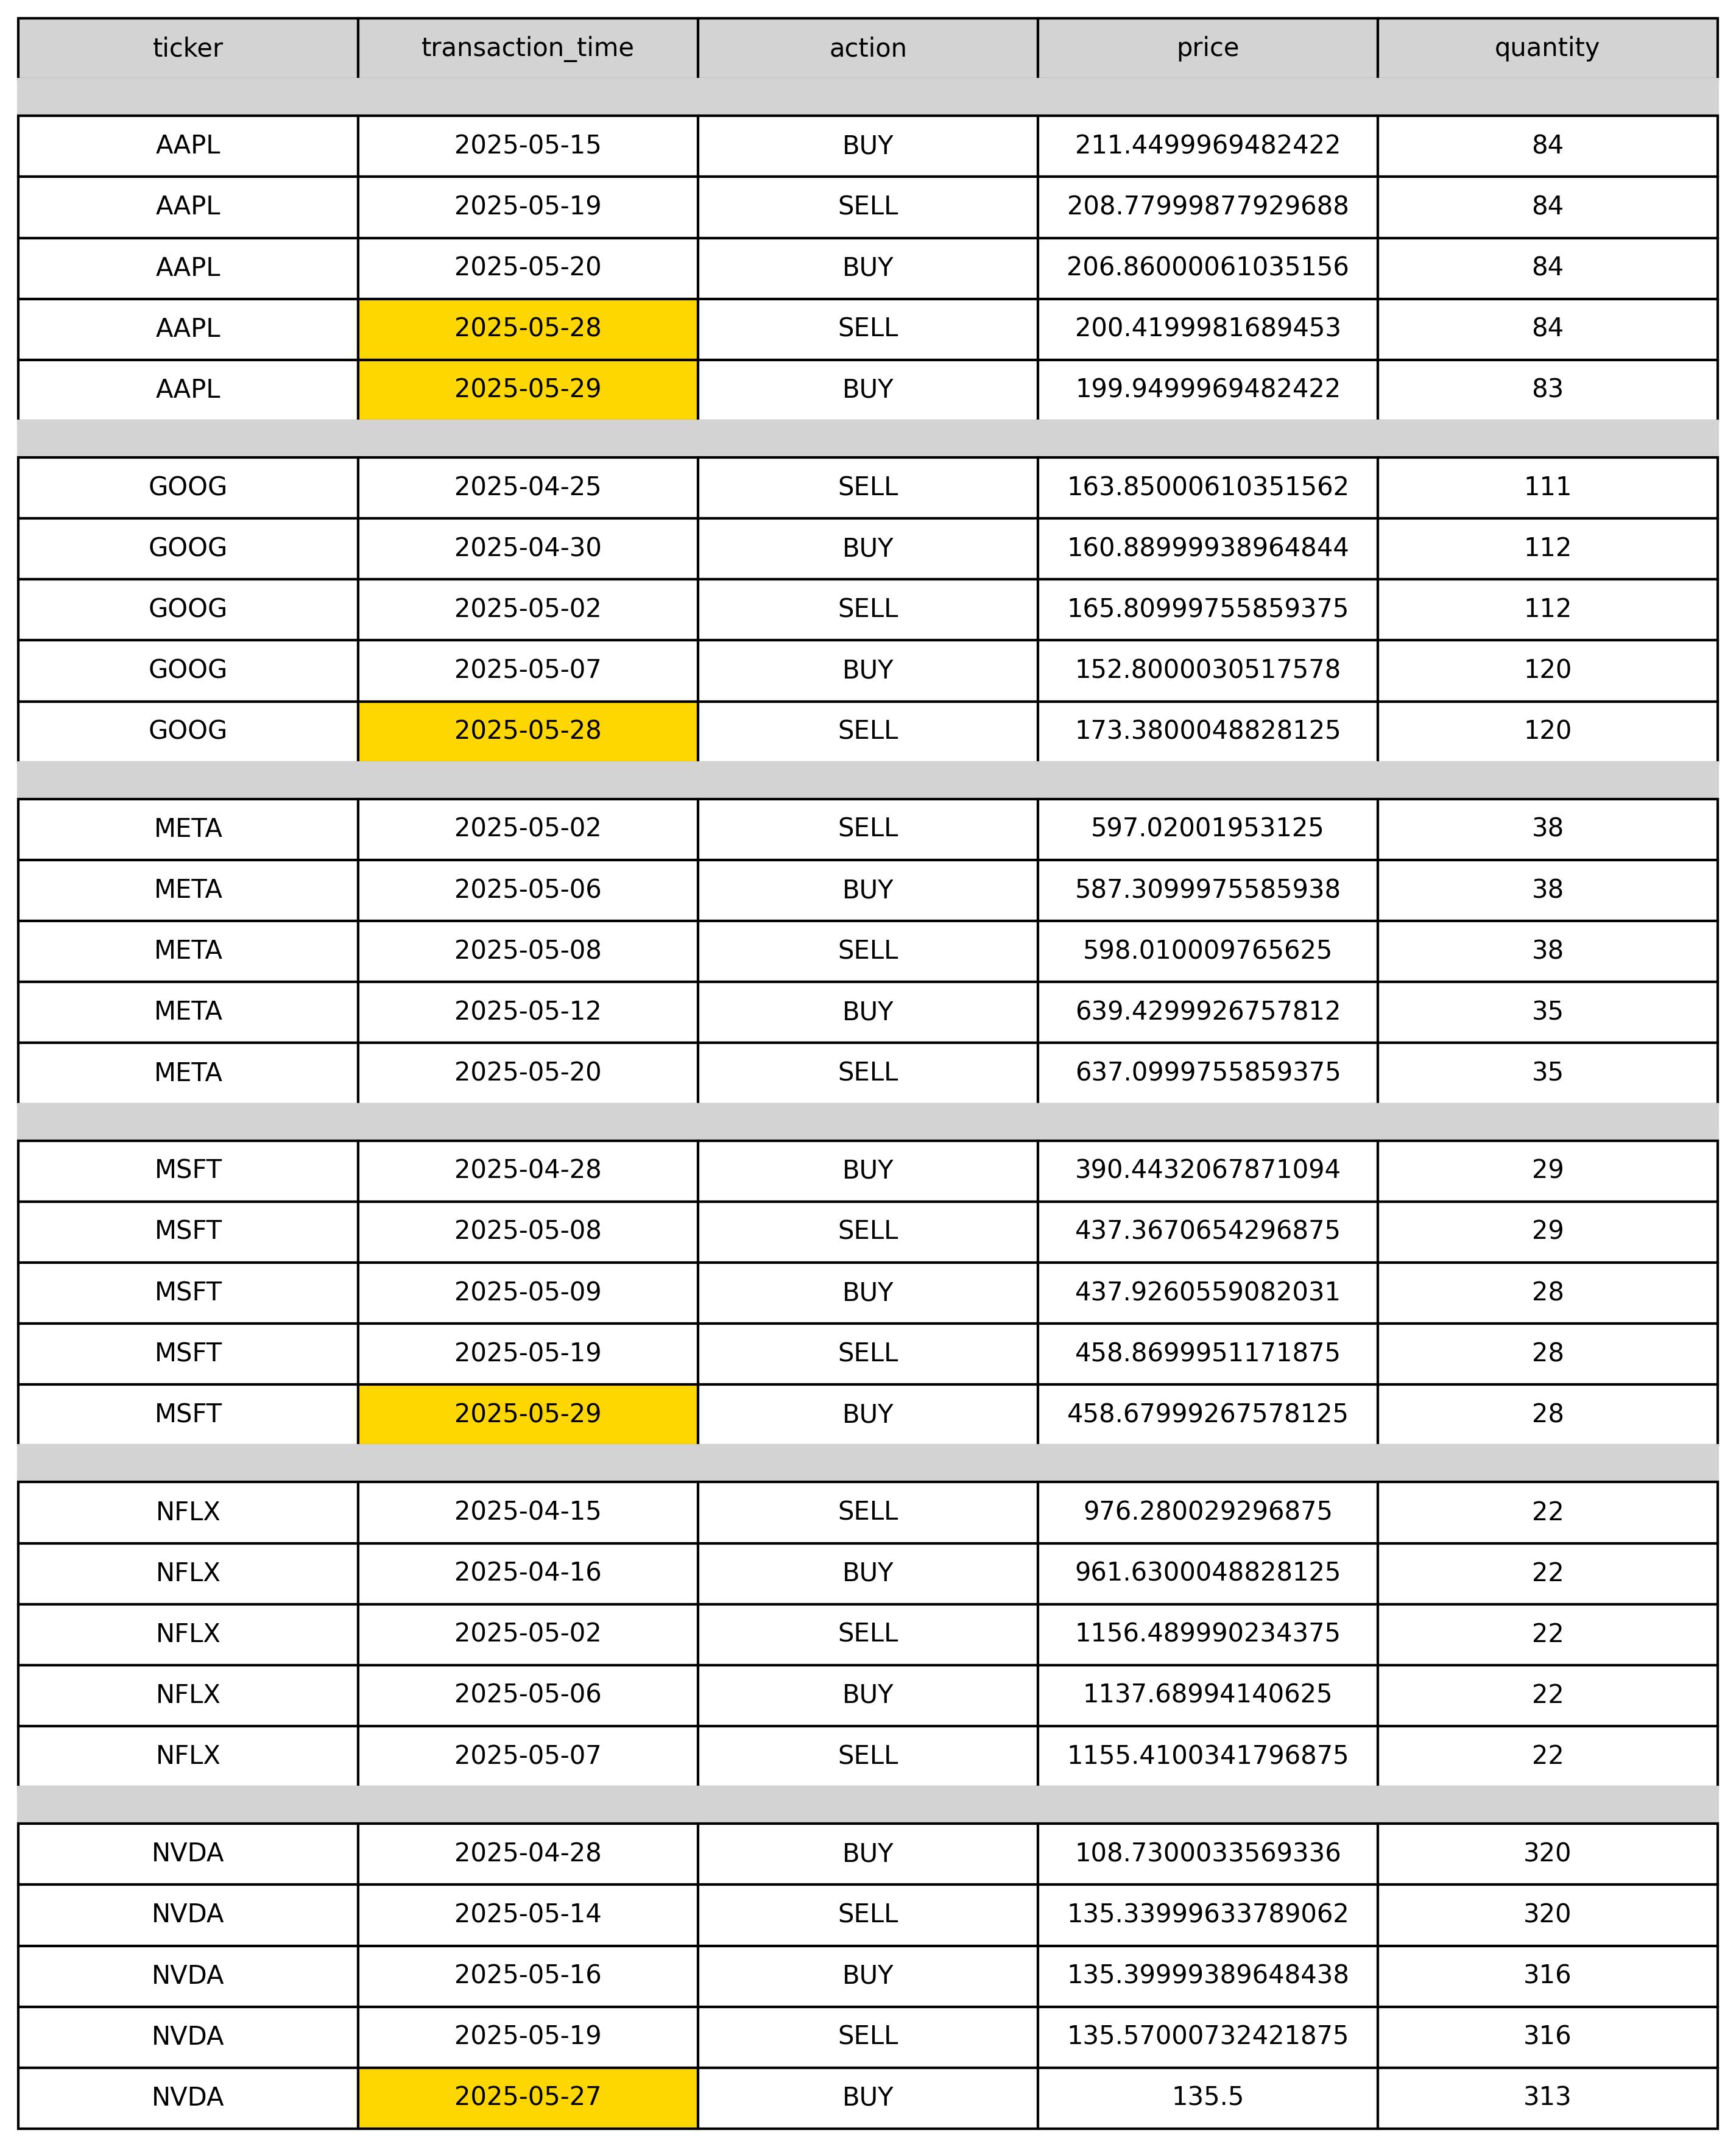 ticker transaction_time action price quantity
AAPL 2025-05-15 BUY 211.4499969482422 84
AAPL 2025-05-19 SELL 208.77999877929688 84
AAPL 2025-05-20 BUY 206.86000061035156 84
AAPL 2025-05-28 SELL 200.4199981689453 84
AAPL 2025-05-29 BUY 199.9499969482422 83
GOOG 2025-04-25 SELL 163.85000610351562 111
GOOG 2025-04-30 BUY 160.88999938964844 112
GOOG 2025-05-02 SELL 165.80999755859375 112
GOOG 2025-05-07 BUY 152.8000030517578 120
GOOG 2025-05-28 SELL 173.3800048828125 120
META 2025-05-02 SELL 597.02001953125 38
META 2025-05-06 BUY 587.3099975585938 38
META 2025-05-08 SELL 598.010009765625 38
META 2025-05-12 BUY 639.4299926757812 35
META 2025-05-20 SELL 637.0999755859375 35
MSFT 2025-04-28 BUY 390.4432067871094 29
MSFT 2025-05-08 SELL 437.3670654296875 29
MSFT 2025-05-09 BUY 437.9260559082031 28
MSFT 2025-05-19 SELL 458.8699951171875 28
MSFT 2025-05-29 BUY 458.67999267578125 28
NFLX 2025-04-15 SELL 976.280029296875 22
NFLX 2025-04-16 BUY 961.6300048828125 22
NFLX 2025-05-02 SELL 1156.489990234375 22
NFLX 2025-05-06 BUY 1137.68994140625 22
NFLX 2025-05-07 SELL 1155.4100341796875 22
NVDA 2025-04-28 BUY 108.7300033569336 320
NVDA 2025-05-14 SELL 135.33999633789062 320
NVDA 2025-05-16 BUY 135.39999389648438 316
NVDA 2025-05-19 SELL 135.57000732421875 316
NVDA 2025-05-27 BUY 135.5 313